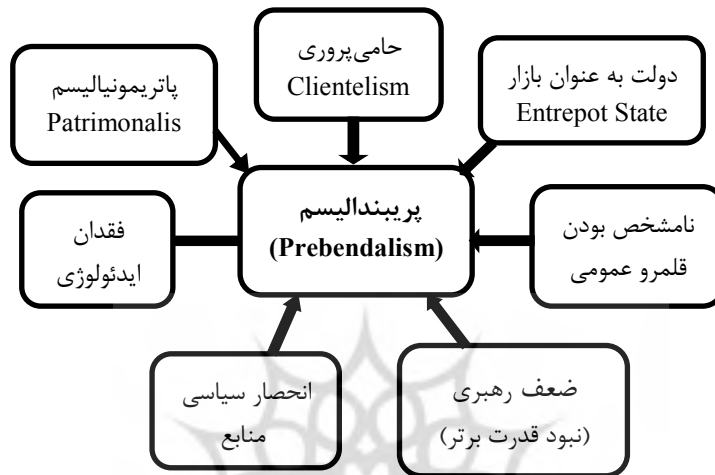 حامی‌پروری
Clientelism
دولت به عنوان بازار
Entrepot State
پاتریمونیالیسم
Patrimonalis
پریبندالیسم
(Prebendalism)
نامشخص بودن
قلمرو عمومی
فقدان
ایدئولوژی
ضعف رهبری
(نبود قدرت برتر)
انحصار سیاسی
منابع